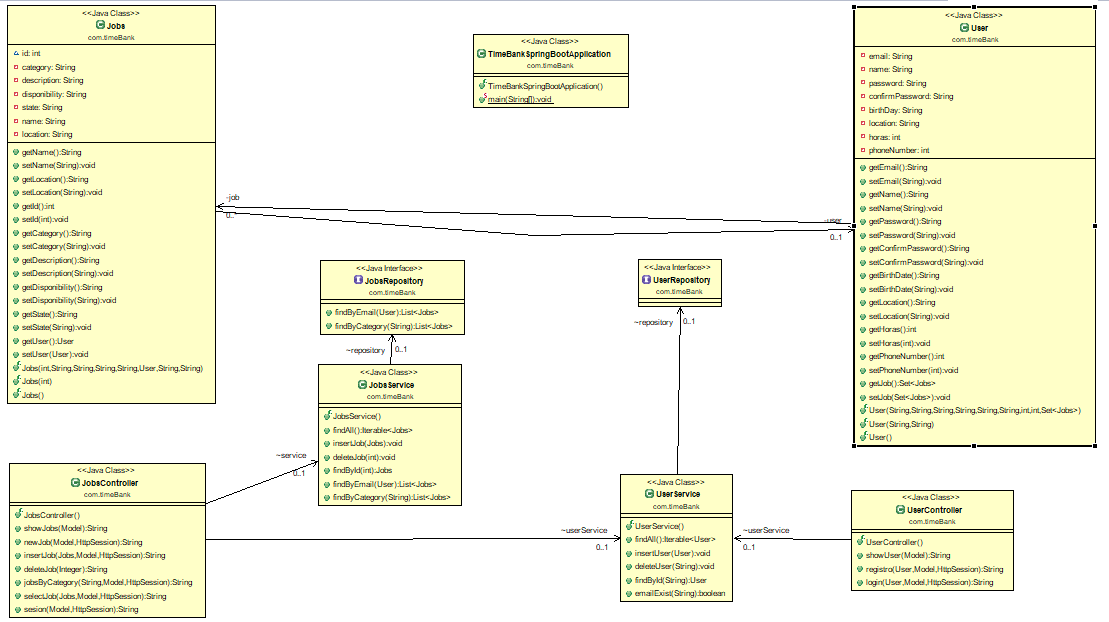 <<Java Class>>
Jobs
com.timeBank
id: int
category: String
description: String
disponibility: String
state: String
name: String
location: String
getName():String
setName(String):void
getLocation():String
setLocation(String):void
getId():int
setId(int):void
getCategory():String
setCategory(String):void
getDescription():String
setDescription(String):void
getDisponibility():String
setDisponibility(String):void
getState():String
setState(String):void
getUser():User
setUser(User):void
Jobs(int,String,String,String,String,User,String,String)
Jobs(int)
Jobs()
<<Java Class>>
TimeBankSpringBootApplication
com.timeBank
TimeBankSpringBootApplication()
main(String[]):void
<<Java Class>>
User
com.timeBank
email: String
name: String
password: String
confirmPassword: String
birthDay: String
location: String
horas: int
phoneNumber: int
getEmail():String
setEmail(String):void
getName():String
setName(String):void
getPassword():String
setPassword(String):void
getConfirmPassword():String
setConfirmPassword(String):void
getBirthDate():String
setBirthDate(String):void
getLocation():String
setLocation(String):void
getHoras():int
setHoras(int):void
getPhoneNumber():int
setPhoneNumber(int):void
getJob():Set<Jobs>
setJob(Set<Jobs>):void
User(String,String,String,String,String,String,int,int,Set<Jobs>)
User(String,String)
User()
-job
0..*
-user
0..1
<<Java Interface>>
JobsRepository
com.timeBank
findByEmail(User):List<Jobs>
findByCategory(String):List<Jobs>
<<Java Interface>>
UserRepository
com.timeBank
~repository
0..1
~repository
0..1
<<Java Class>>
JobsService
com.timeBank
JobsService()
findAll():Iterable<Jobs>
insertJob(Jobs):void
deleteJob(int):void
findById(int):Jobs
findByEmail(User):List<Jobs>
findByCategory(String):List<Jobs>
~service
0..1
<<Java Class>>
JobsController
com.timeBank
JobsController()
showJobs(Model):String
newJob(Model,HttpSession):String
insertJob(Jobs,Model,HttpSession):String
deleteJob(Integer):String
jobsByCategory(String,Model,HttpSession):String
selectJob(Jobs,Model,HttpSession):String
sesion(Model,HttpSession):String
~userService
0..1
<<Java Class>>
UserService
com.timeBank
UserService()
findAll():Iterable<User>
insertUser(User):void
deleteUser(String):void
findById(String):User
emailExist(String):boolean
~userService
0..1
<<Java Class>>
UserController
com.timeBank
UserController()
showUser(Model):String
registro(User,Model,HttpSession):String
login(User,Model,HttpSession):String